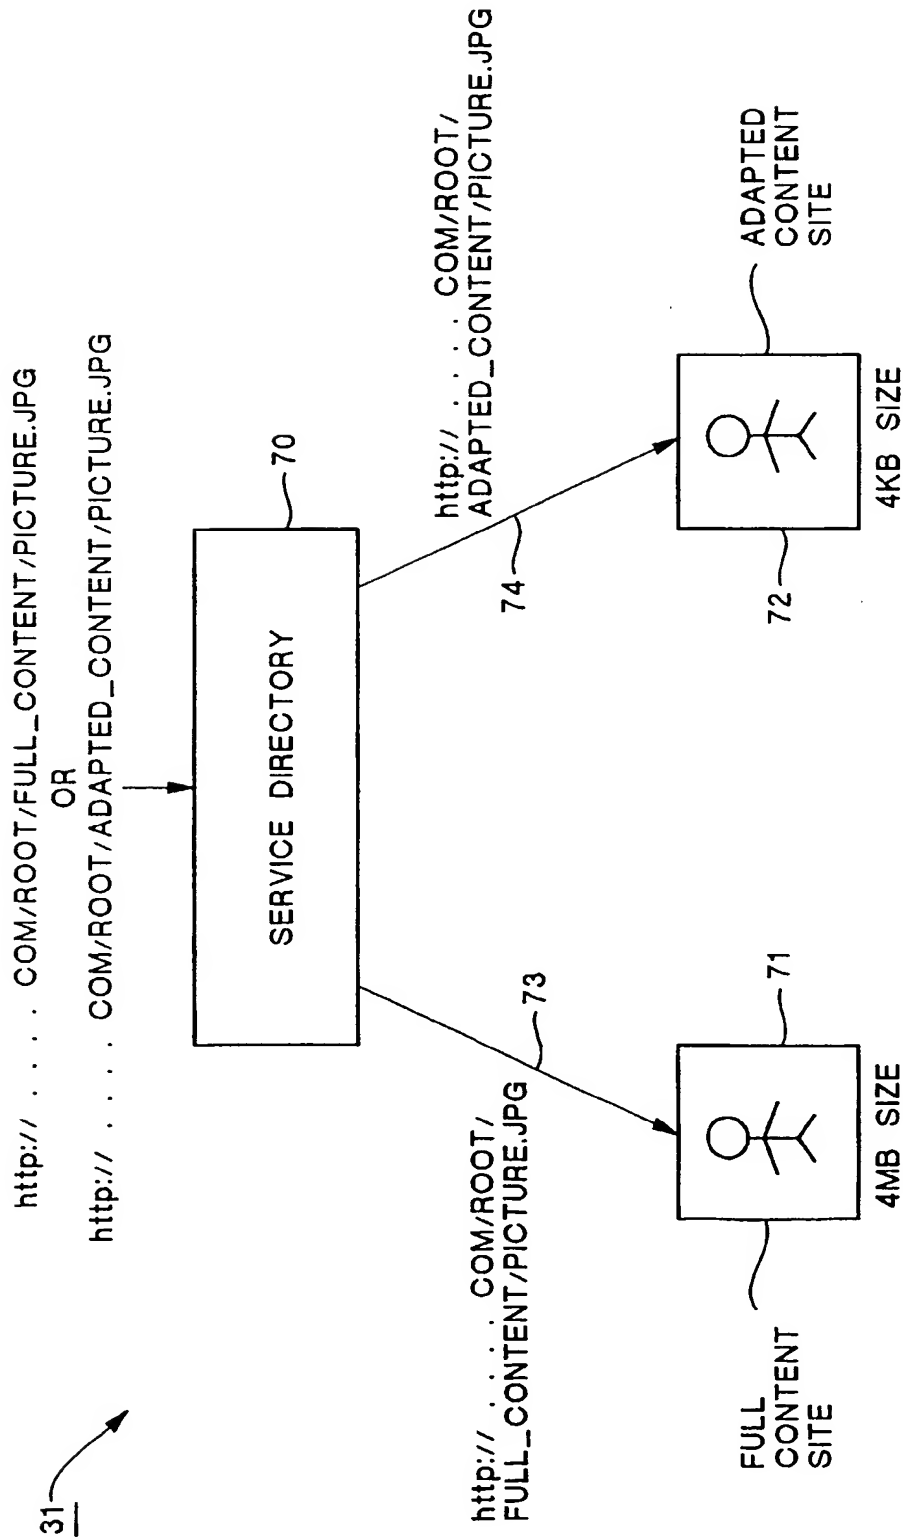 31
http:// . . . . COM/ROOT/FULL_CONTENT/PICTURE.JPG
OR
http:// . . . . COM/ROOT/ADAPTED_CONTENT/PICTURE.JPG
SERVICE DIRECTORY
70
http:// . . . . . COM/ROOT/
FULL_CONTENT/PICTURE.JPG
73
http:// . . . . . COM/ROOT/
ADAPTED_CONTENT/PICTURE.JPG
74
FULL
CONTENT
SITE
71
4MB SIZE
72
4KB SIZE
ADAPTED
CONTENT
SITE